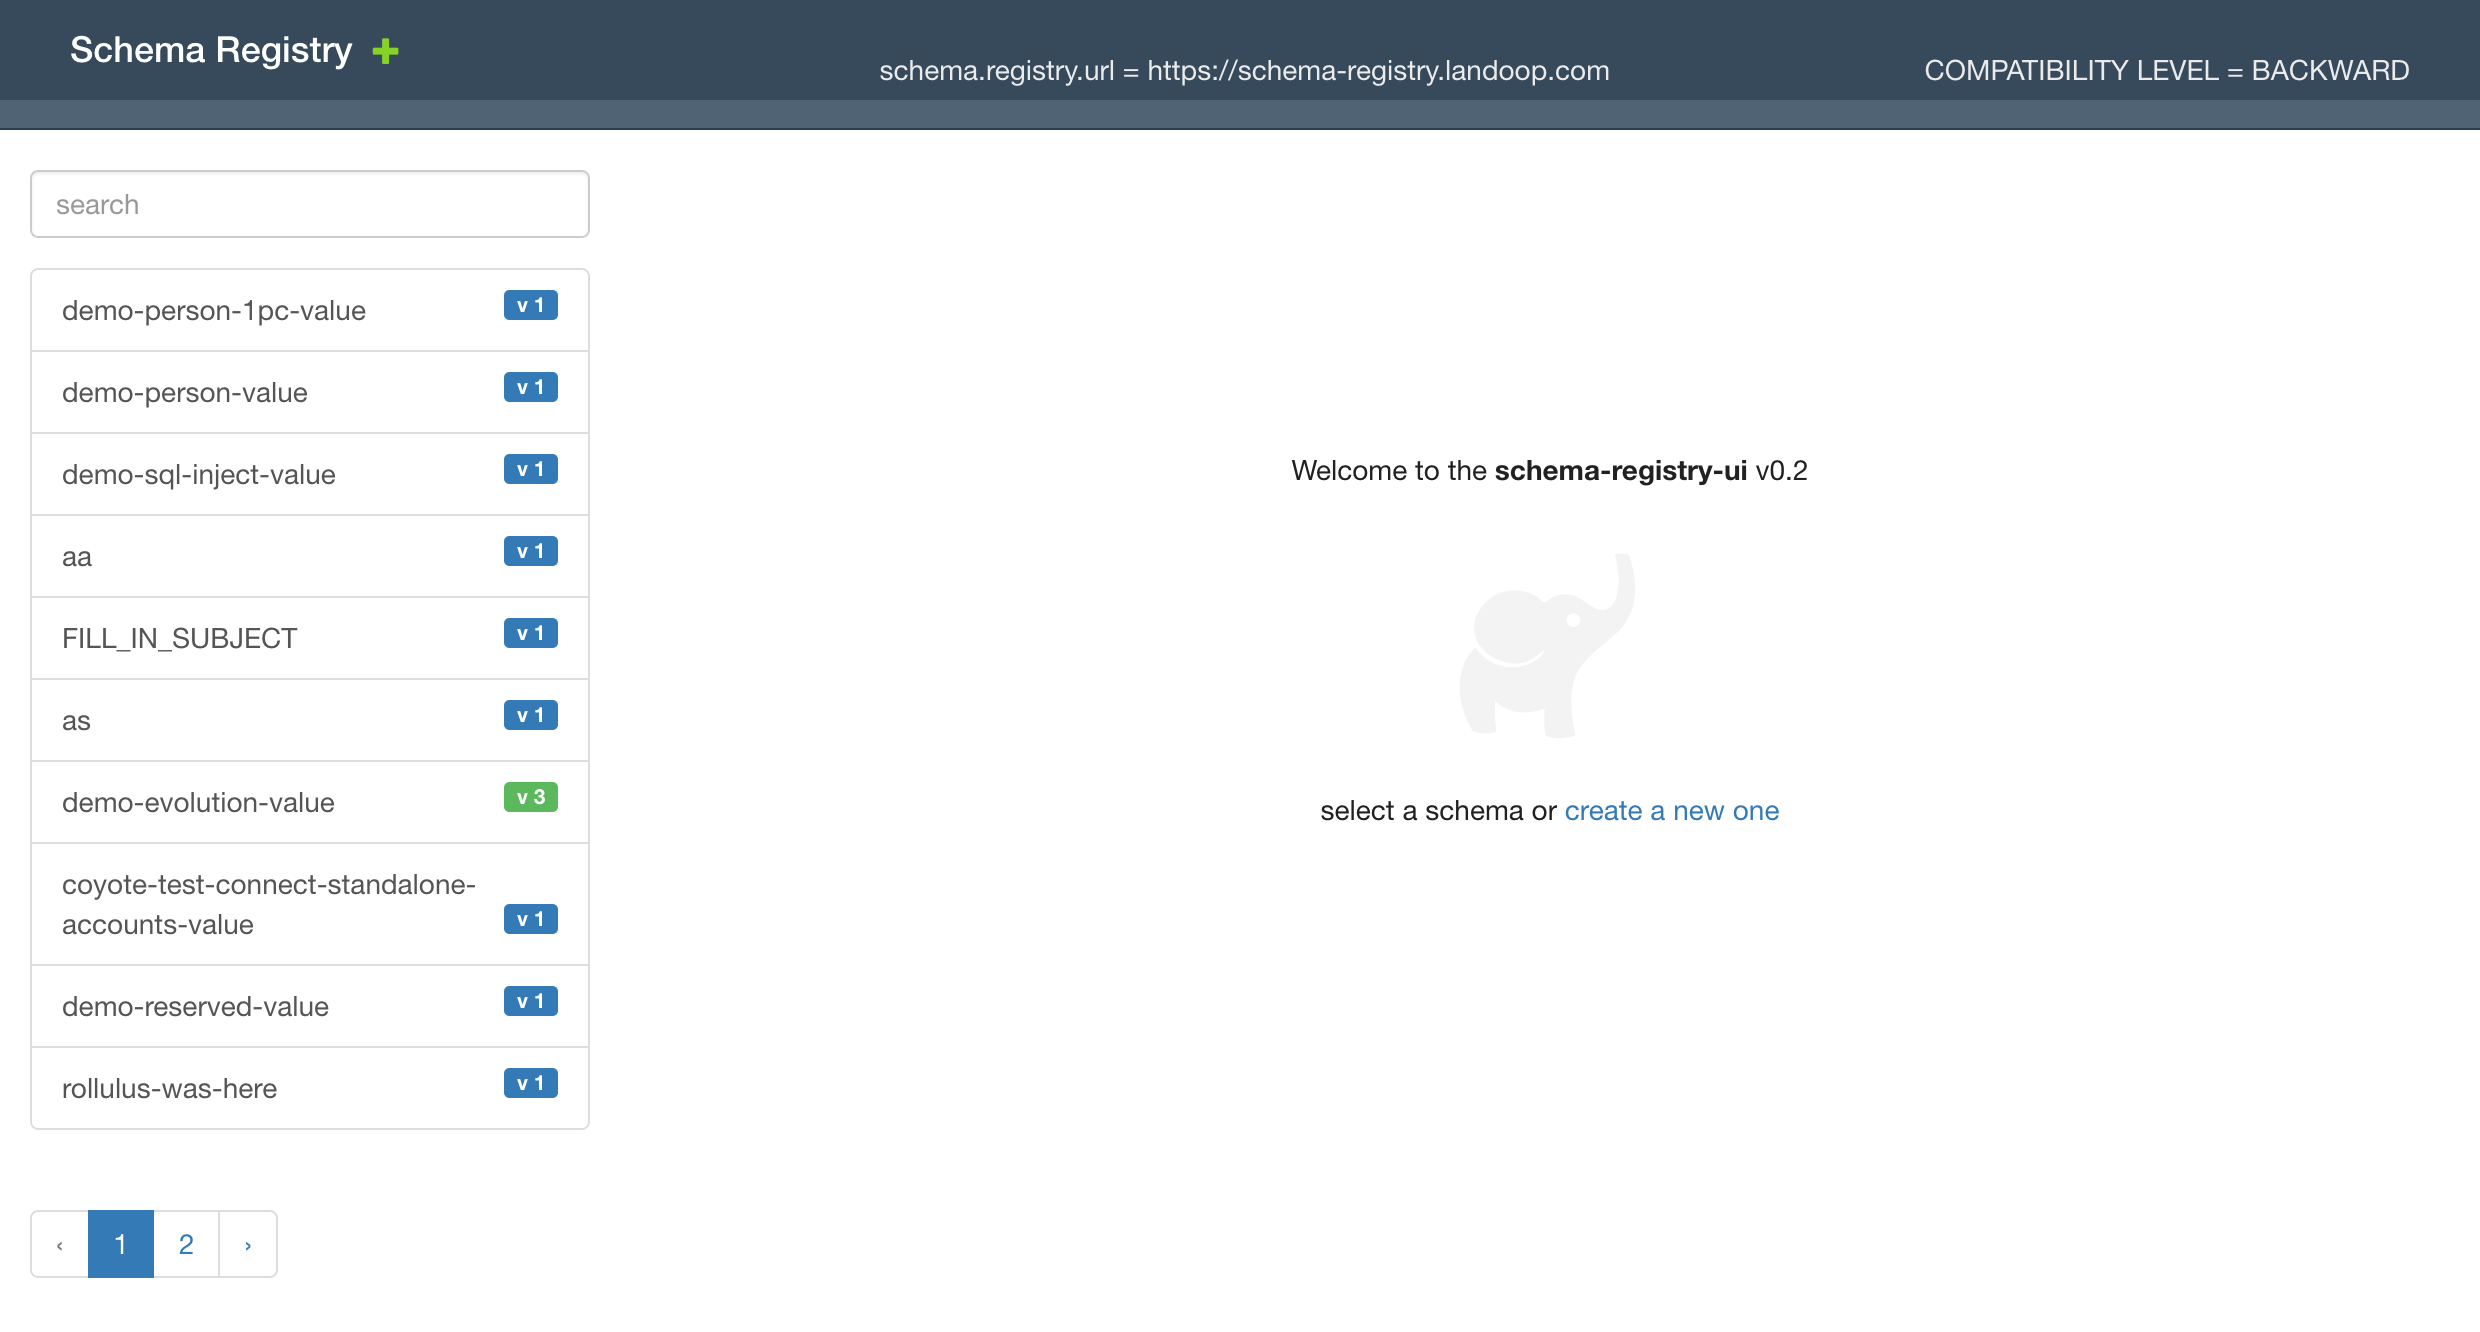 Schema Registry
schema.registry.url = https://schema-registry.landoop.com
COMPATIBILITY LEVEL = BACKWARD
search
demo-person-1pc-value v 1
demo-person-value v 1
demo-sql-inject-value v 1
aa v 1
FILL_IN_SUBJECT v 1
as v 1
demo-evolution-value v 3
coyote-test-connect-standalone-
accounts-value v 1
demo-reserved-value v 1
rollulus-was-here v 1
‹ 1 2 ›
Welcome to the schema-registry-ui v0.2
select a schema or create a new one